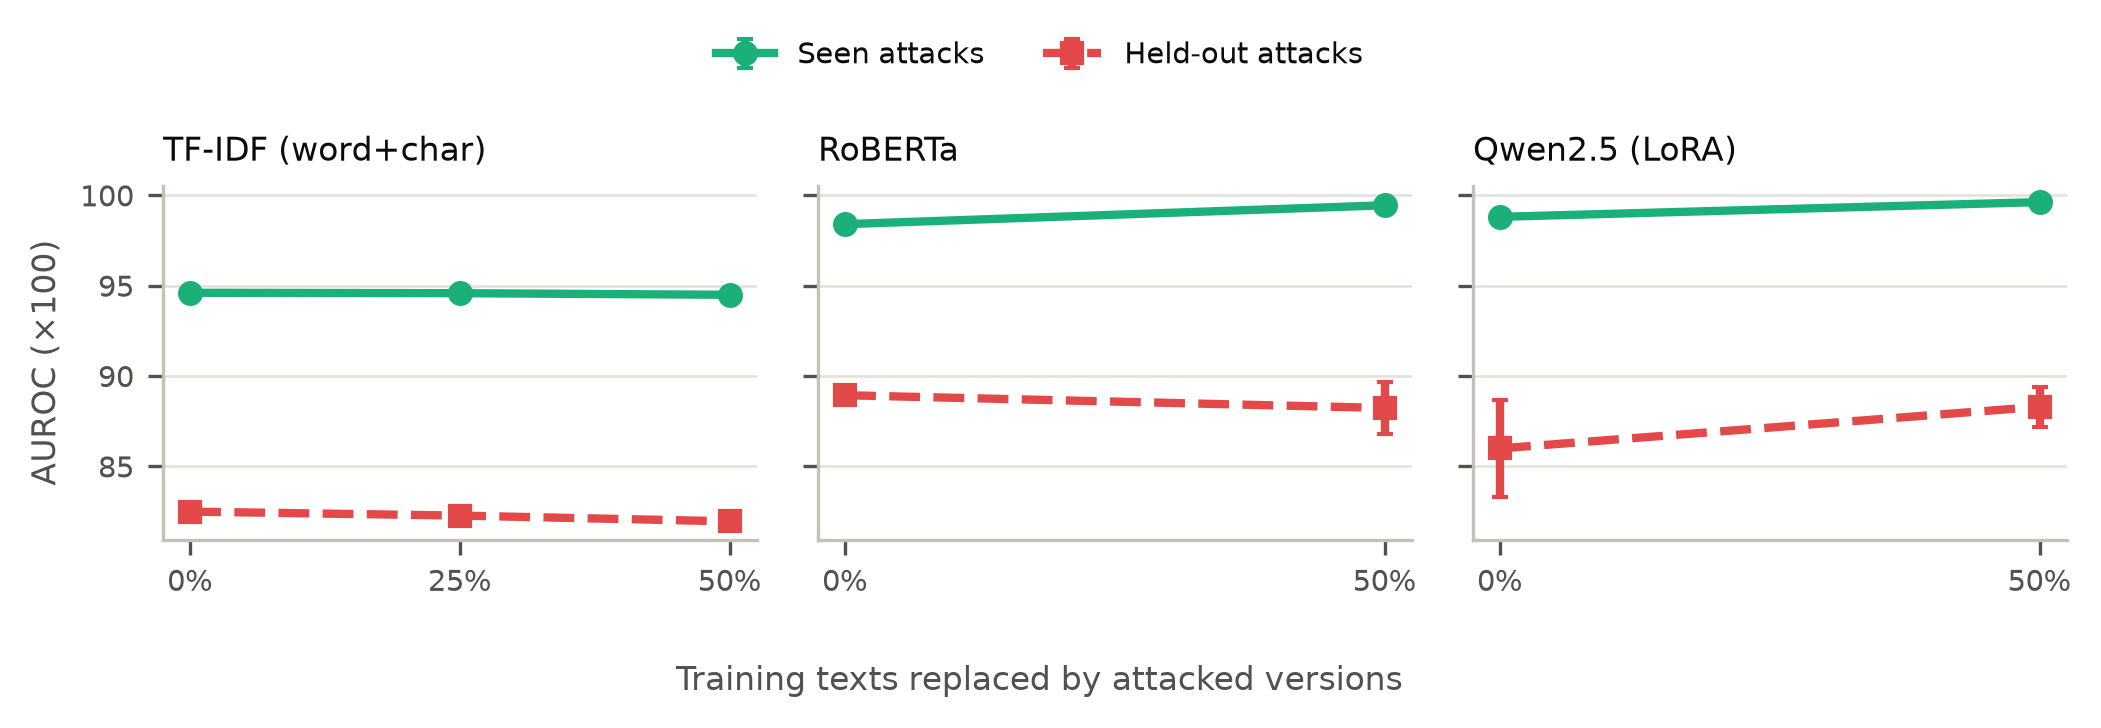 Seen attacks Held-out attacks
TF-IDF (word+char) RoBERTa Qwen2.5 (LoRA)
AUROC (×100)
100
95
90
85
0% 25% 50% 0% 50% 0% 50%
Training texts replaced by attacked versions